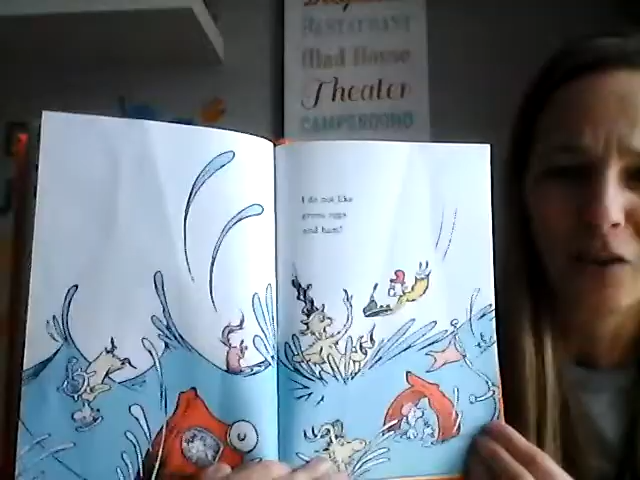 RESTAURANT
Mad House
Theater
CAMPGROUND
I do not like
green eggs
and ham!